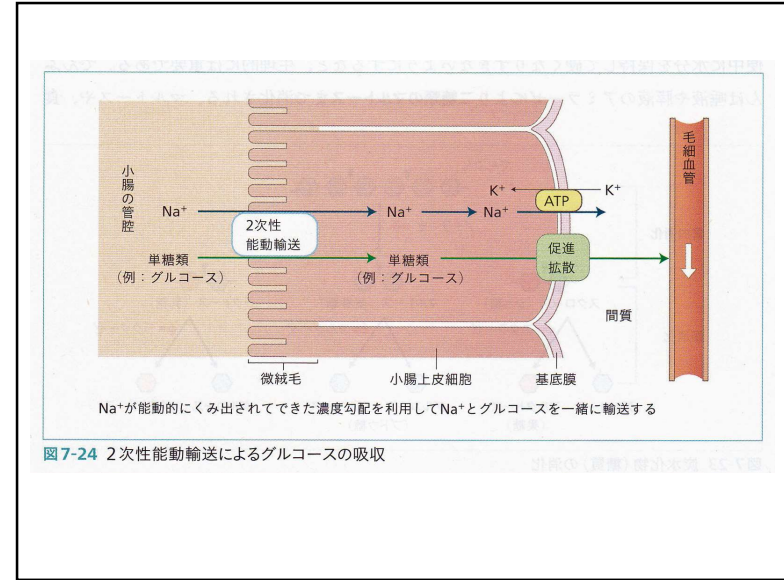 小腸の管腔
Na⁺
単糖類
(例:グルコース)
2次性
能動輸送
Na⁺
Na⁺
単糖類
(例:グルコース)
K⁺
K⁺
ATP
促進
拡散
間質
毛細血管
微絨毛
小腸上皮細胞
基底膜
Na⁺が能動的にくみ出されてできた濃度勾配を利用してNa⁺とグルコースを一緒に輸送する
図7-24 2次性能動輸送によるグルコースの吸収